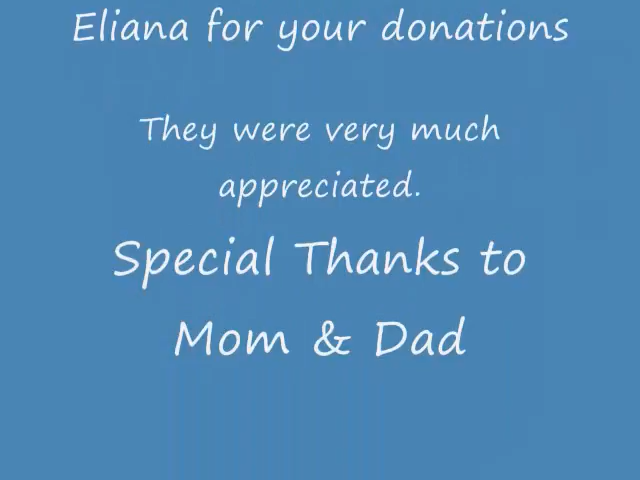 Eliana for your donations
They were very much
appreciated.
Special Thanks to
Mom & Dad